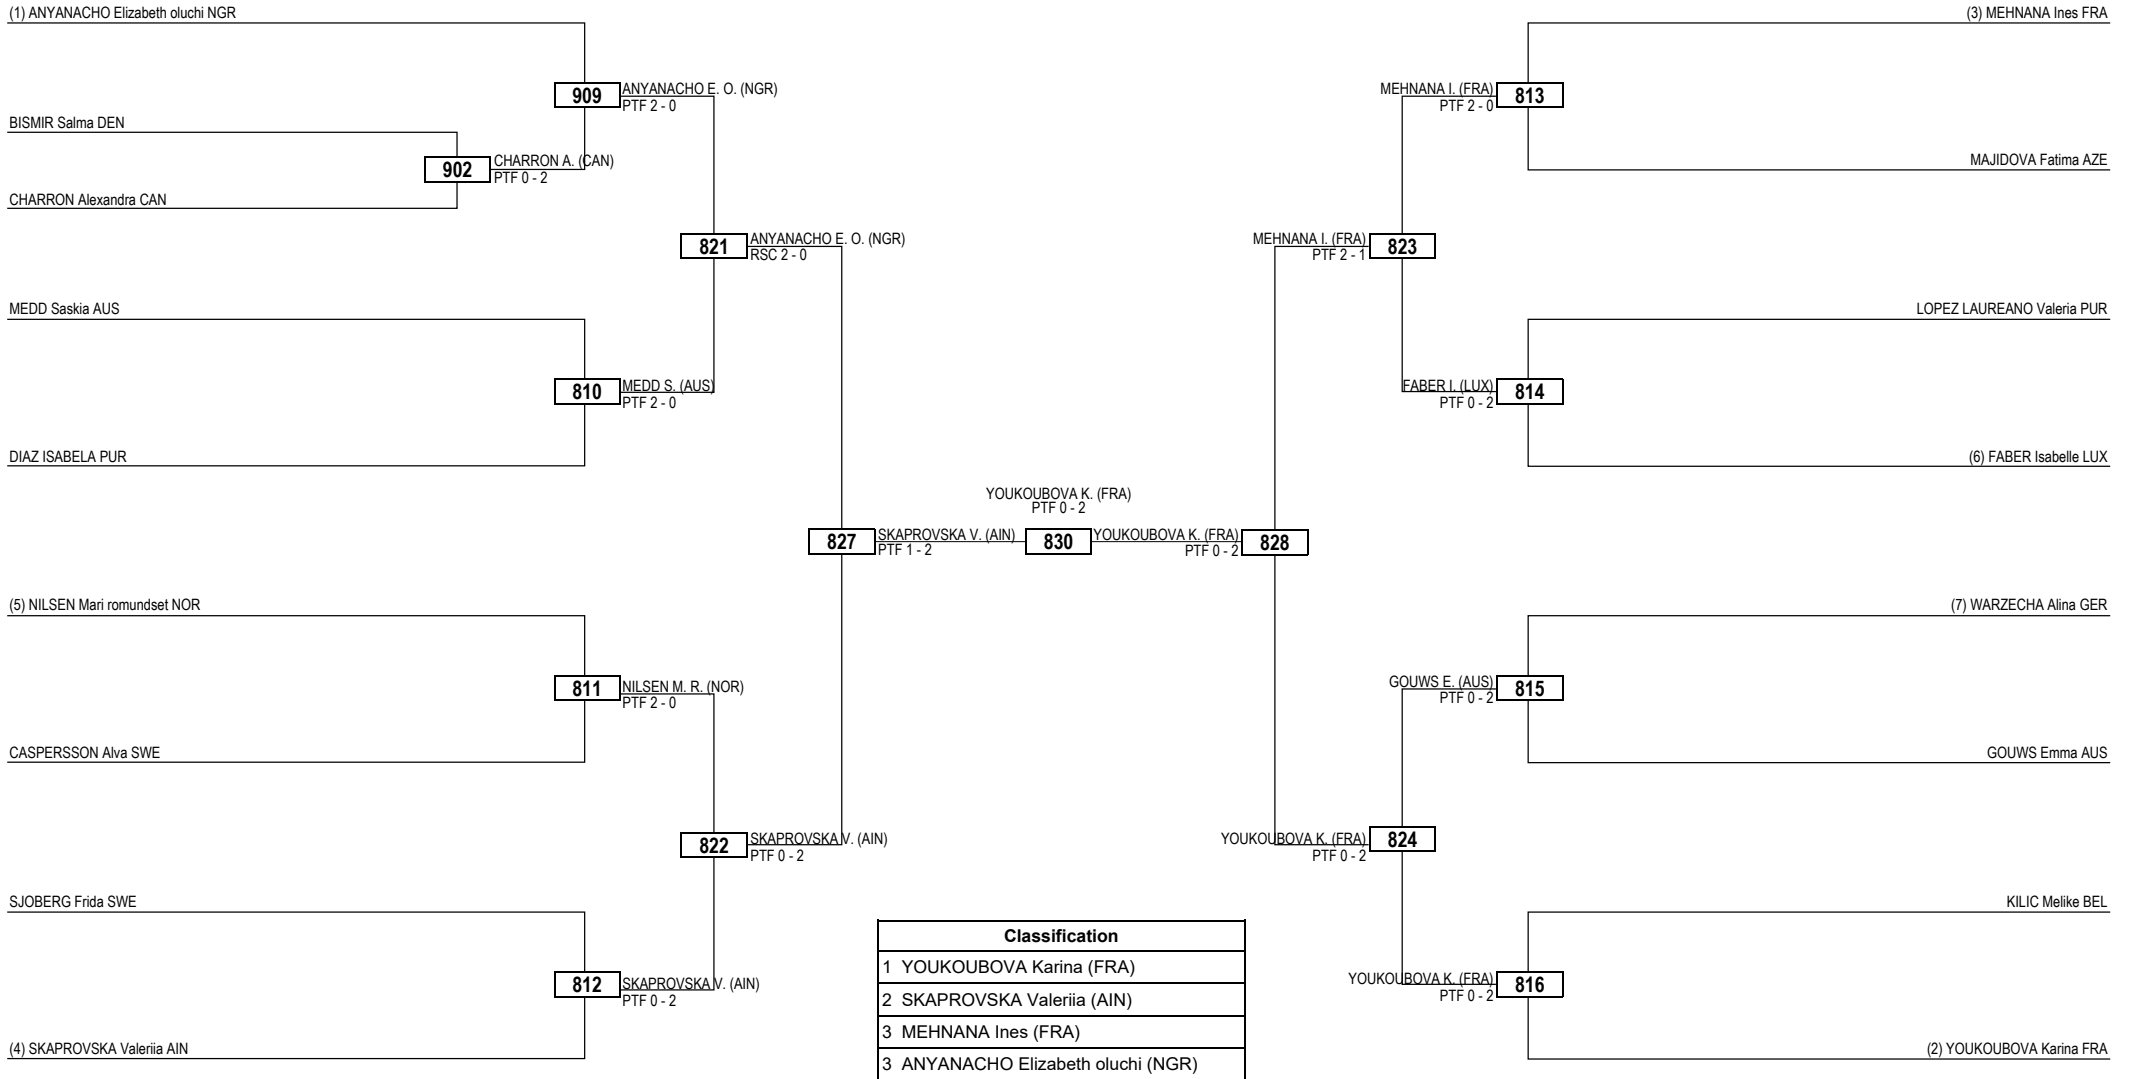 (1) ANYANACHO Elizabeth oluchi NGR
(3) MEHNANA Ines FRA
909
ANYANACHO E. O. (NGR)
PTF 2 - 0
MEHNANA I. (FRA)
PTF 2 - 0
813
BISMIR Salma DEN
902
CHARRON A. (CAN)
PTF 0 - 2
MAJIDOVA Fatima AZE
CHARRON Alexandra CAN
821
ANYANACHO E. O. (NGR)
RSC 2 - 0
MEHNANA I. (FRA)
PTF 2 - 1
823
MEDD Saskia AUS
LOPEZ LAUREANO Valeria PUR
810
MEDD S. (AUS)
PTF 2 - 0
FABER I. (LUX)
PTF 0 - 2
814
DIAZ ISABELA PUR
(6) FABER Isabelle LUX
YOUKOUBOVA K. (FRA)
PTF 0 - 2
827
SKAPROVSKA V. (AIN)
PTF 1 - 2
830
YOUKOUBOVA K. (FRA)
PTF 0 - 2
828
(5) NILSEN Mari romundset NOR
(7) WARZECHA Alina GER
811
NILSEN M. R. (NOR)
PTF 2 - 0
GOUWS E. (AUS)
PTF 0 - 2
815
CASPERSSON Alva SWE
GOUWS Emma AUS
822
SKAPROVSKA V. (AIN)
PTF 0 - 2
YOUKOUBOVA K. (FRA)
PTF 0 - 2
824
SJOBERG Frida SWE
KILIC Melike BEL
812
SKAPROVSKA V. (AIN)
PTF 0 - 2
YOUKOUBOVA K. (FRA)
PTF 0 - 2
816
(4) SKAPROVSKA Valeriia AIN
(2) YOUKOUBOVA Karina FRA
Classification
1 YOUKOUBOVA Karina (FRA)
2 SKAPROVSKA Valeriia (AIN)
3 MEHNANA Ines (FRA)
3 ANYANACHO Elizabeth oluchi (NGR)